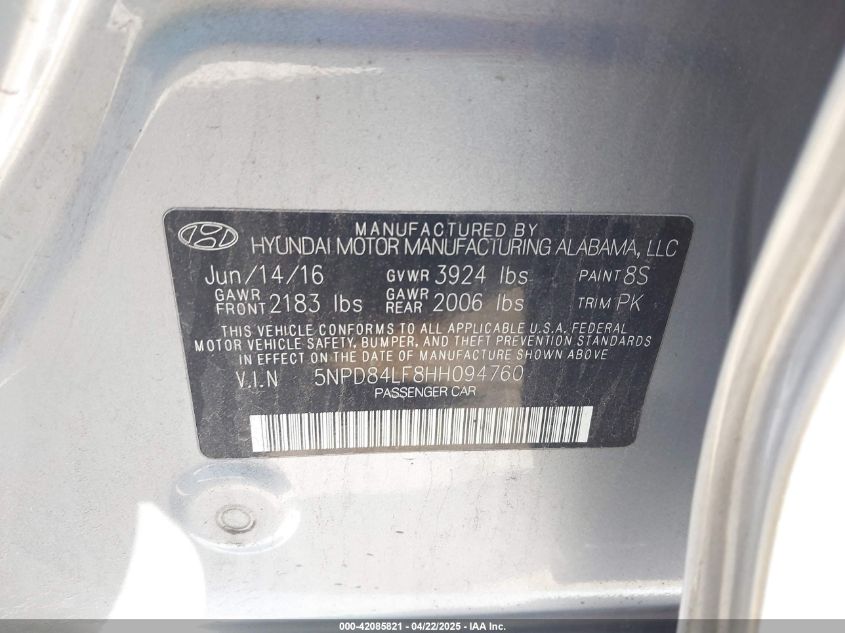 MANUFACTURED BY
HYUNDAI MOTOR MANUFACTURING ALABAMA, LLC
Jun/14/16 GVWR 3924 lbs PAINT 8S
GAWR FRONT 2183 lbs GAWR REAR 2006 lbs TRIM PK
THIS VEHICLE CONFORMS TO ALL APPLICABLE U.S.A. FEDERAL
MOTOR VEHICLE SAFETY, BUMPER, AND THEFT PREVENTION STANDARDS
IN EFFECT ON THE DATE OF MANUFACTURE SHOWN ABOVE
V.I.N 5NPD84LF8HH094760
PASSENGER CAR
000-42085821 - 04/22/2025 - IAA Inc.